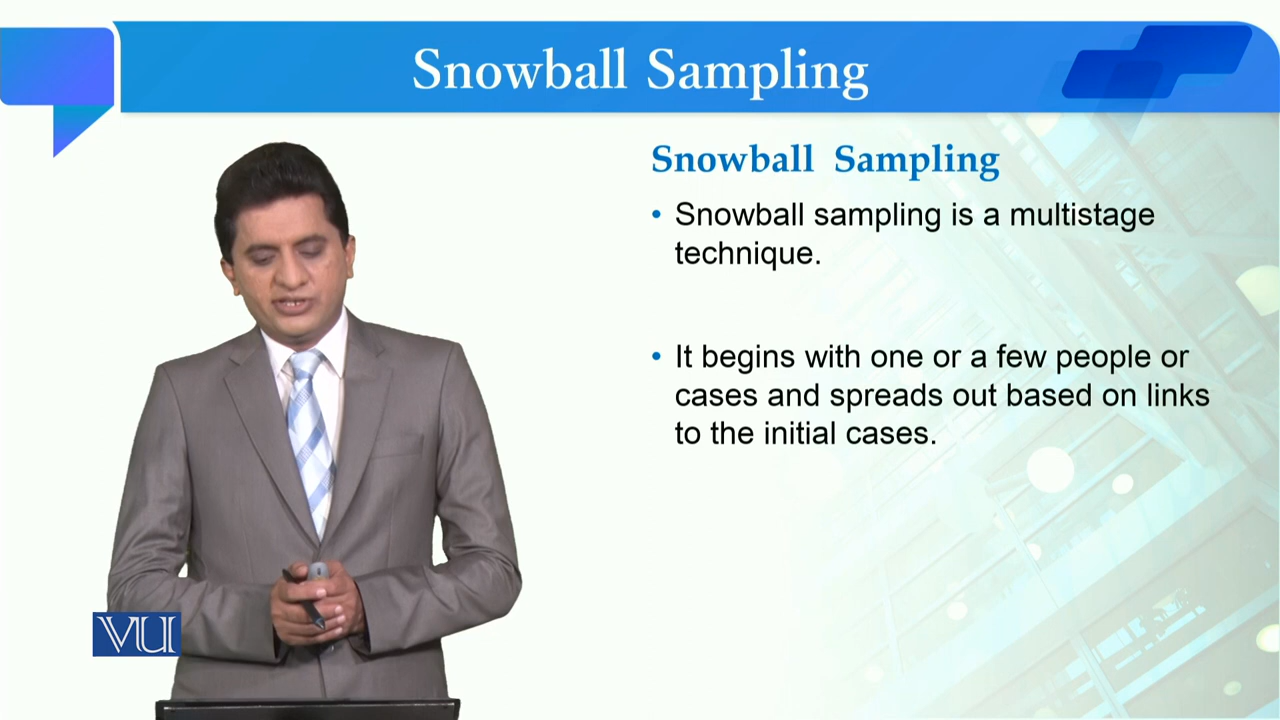 Snowball Sampling
Snowball Sampling
• Snowball sampling is a multistage
technique.
• It begins with one or a few people or
cases and spreads out based on links
to the initial cases.
VU